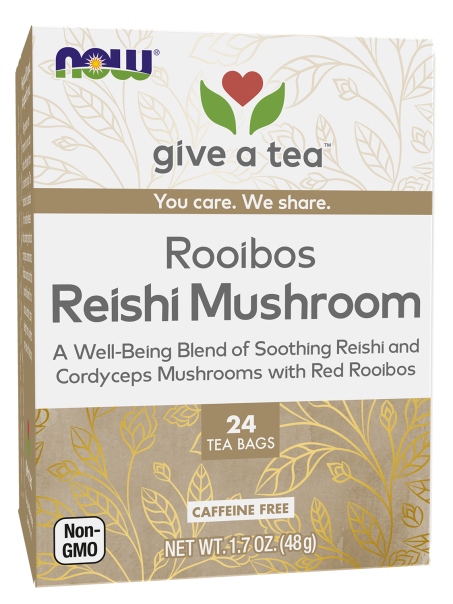 NOW®
give a tea™
You care. We share.
Rooibos
Reishi Mushroom
A Well-Being Blend of Soothing Reishi and
Cordyceps Mushrooms with Red Rooibos
24
TEA BAGS
CAFFEINE FREE
Non-
GMO
NET WT. 1.7 OZ. (48g)